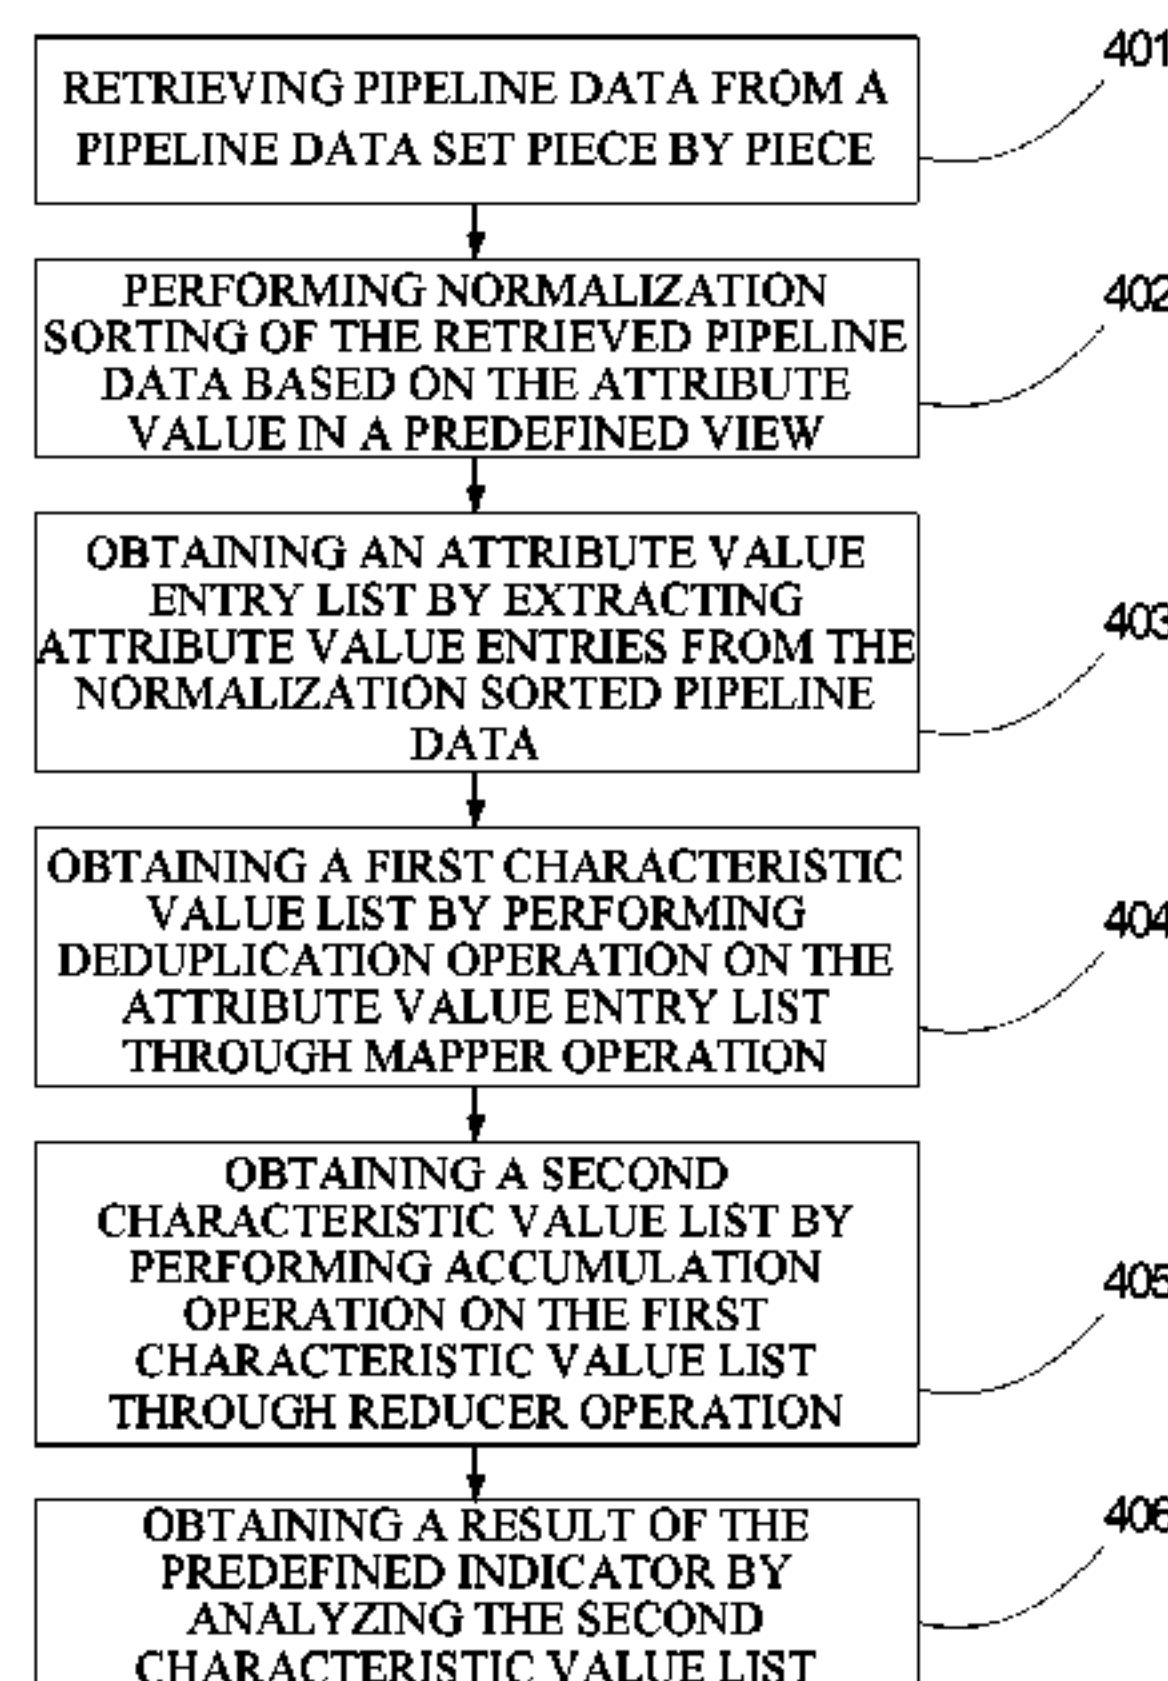 401
RETRIEVING PIPELINE DATA FROM A
PIPELINE DATA SET PIECE BY PIECE
402
PERFORMING NORMALIZATION
SORTING OF THE RETRIEVED PIPELINE
DATA BASED ON THE ATTRIBUTE
VALUE IN A PREDEFINED VIEW
403
OBTAINING AN ATTRIBUTE VALUE
ENTRY LIST BY EXTRACTING
ATTRIBUTE VALUE ENTRIES FROM THE
NORMALIZATION SORTED PIPELINE
DATA
404
OBTAINING A FIRST CHARACTERISTIC
VALUE LIST BY PERFORMING
DEDUPLICATION OPERATION ON THE
ATTRIBUTE VALUE ENTRY LIST
THROUGH MAPPER OPERATION
405
OBTAINING A SECOND
CHARACTERISTIC VALUE LIST BY
PERFORMING ACCUMULATION
OPERATION ON THE FIRST
CHARACTERISTIC VALUE LIST
THROUGH REDUCER OPERATION
406
OBTAINING A RESULT OF THE
PREDEFINED INDICATOR BY
ANALYZING THE SECOND
CHARACTERISTIC VALUE LIST